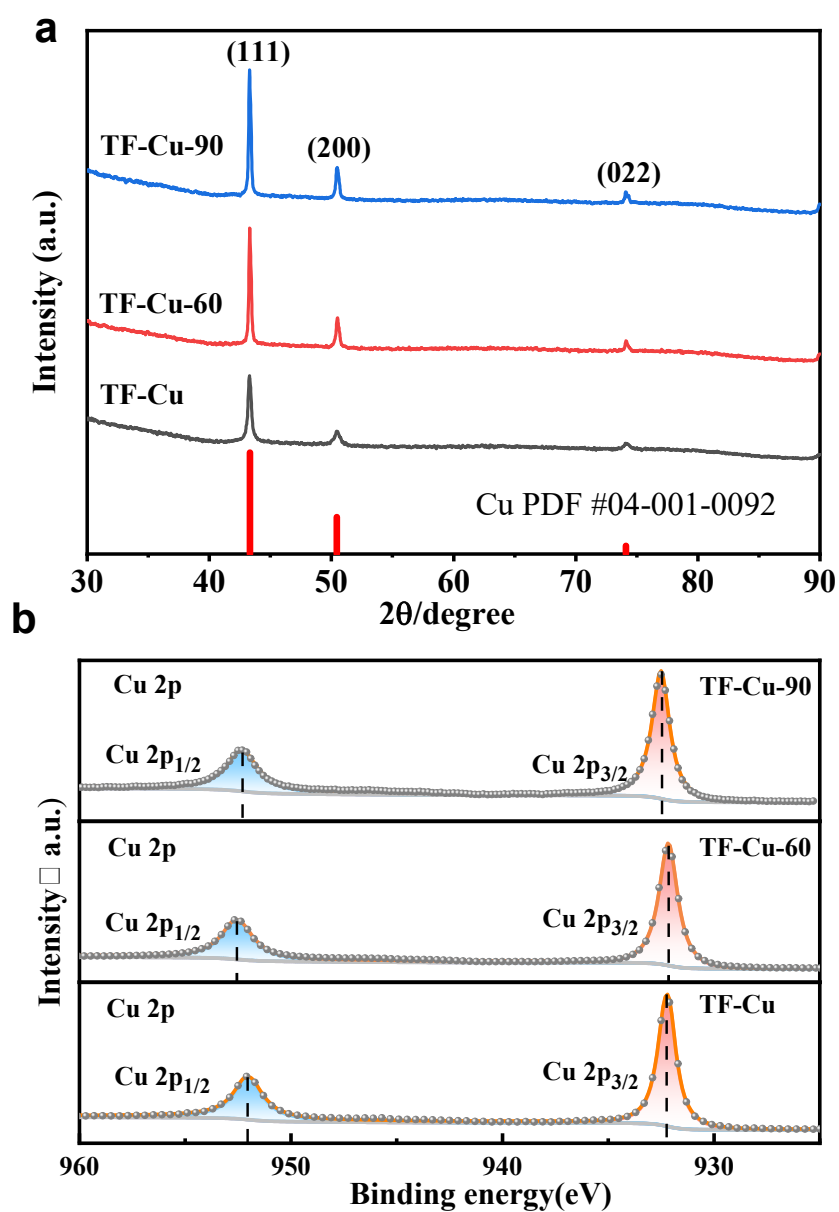 a
(111)
TF-Cu-90
(200)
(022)
TF-Cu-60
TF-Cu
Cu PDF #04-001-0092
Intensity (a.u.)
30 40 50 60 70 80 90
2θ/degree
b
Cu 2p
TF-Cu-90
Cu 2p1/2
Cu 2p3/2
Cu 2p
TF-Cu-60
Cu 2p1/2
Cu 2p3/2
Cu 2p
TF-Cu
Cu 2p1/2
Cu 2p3/2
Intensity□ a.u.
960 950 940 930
Binding energy(eV)